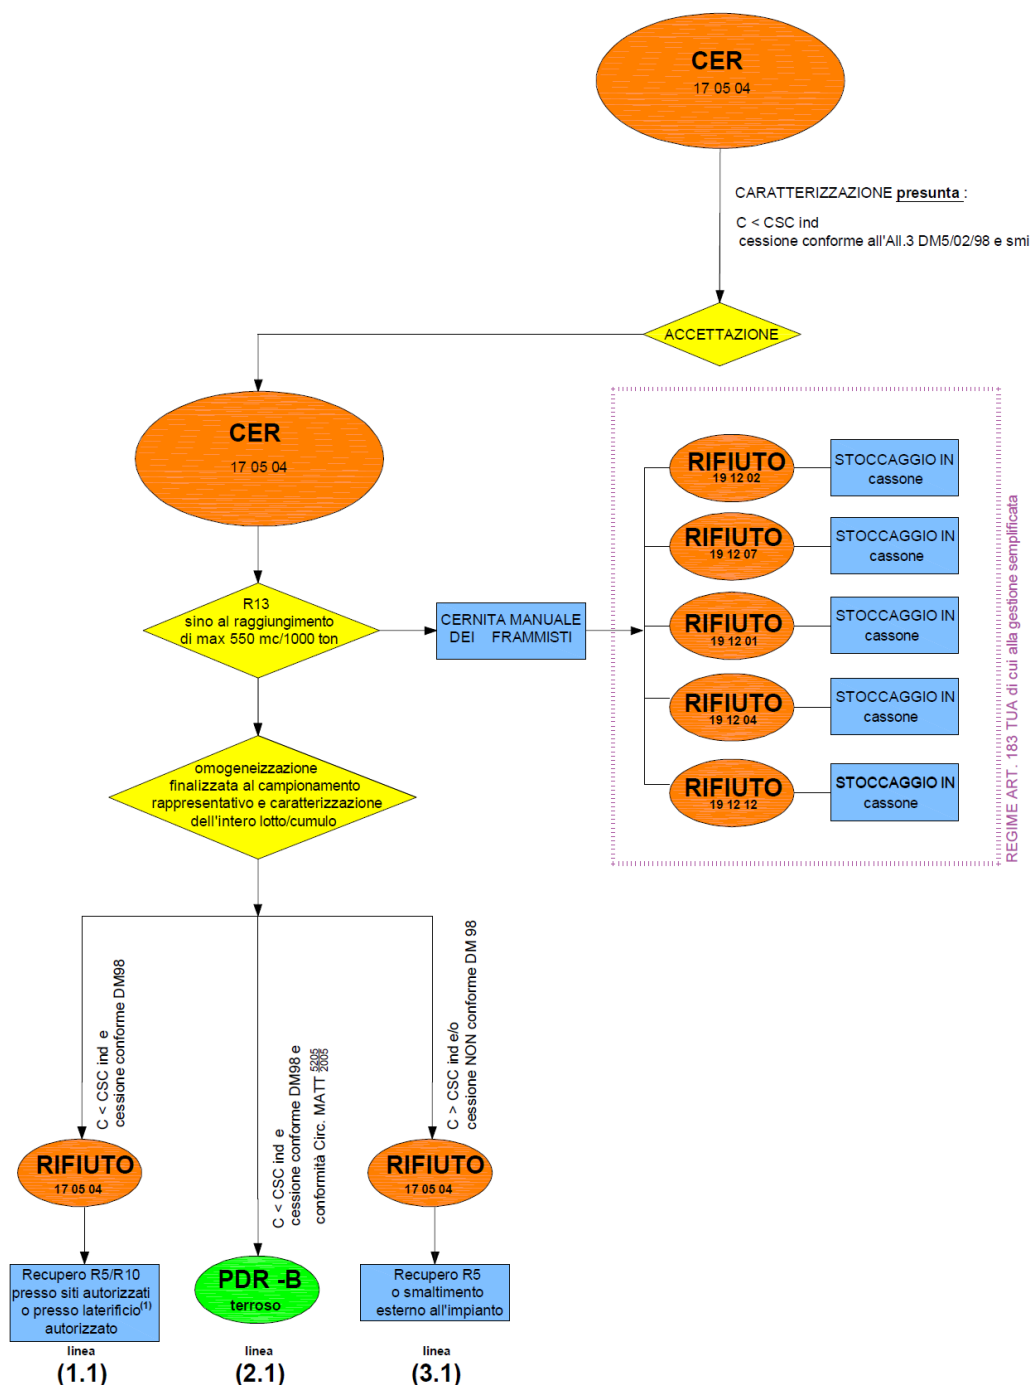 CER
17 05 04
CARATTERIZZAZIONE presunta :
C < CSC ind
cessione conforme all'All.3 DM5/02/98 e smi
ACCETTAZIONE
CER
17 05 04
R13
sino al raggiungimento
di max 550 mc/1000 ton
CERNITA MANUALE
DEI FRAMMISTI
RIFIUTO
19 12 02
STOCCAGGIO IN
cassone
RIFIUTO
19 12 07
STOCCAGGIO IN
cassone
RIFIUTO
19 12 01
STOCCAGGIO IN
cassone
RIFIUTO
19 12 04
STOCCAGGIO IN
cassone
RIFIUTO
19 12 12
STOCCAGGIO IN
cassone
REGIME ART. 183 TUA di cui alla gestione semplificata
omogeneizzazione
finalizzata al campionamento
rappresentativo e caratterizzazione
dell'intero lotto/cumulo
C < CSC ind e
cessione conforme DM98
C < CSC ind e
cessione conforme DM98 e
conformità Circ. MATT 5205/2005
C > CSC ind e/o
cessione NON conforme DM 98
RIFIUTO
17 05 04
RIFIUTO
17 05 04
Recupero R5/R10
presso siti autorizzati
o presso laterificio(1)
autorizzato
PDR -B
terroso
Recupero R5
o smaltimento
esterno all'impianto
linea
(1.1)
linea
(2.1)
linea
(3.1)